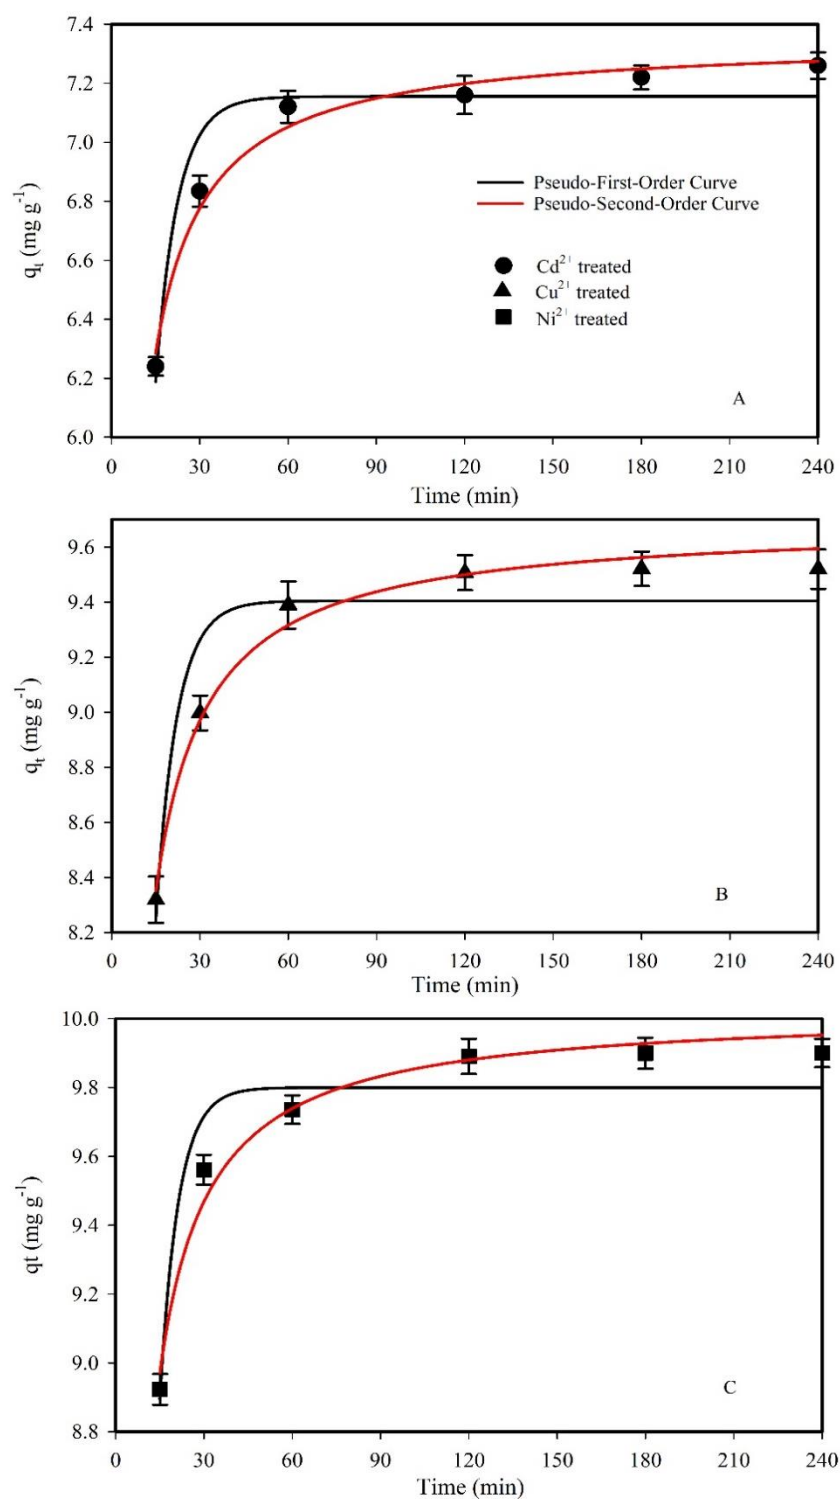 7.4
7.2
7.0
6.8
6.6
6.4
6.2
6.0
qt (mg g-1)
Pseudo-First-Order Curve
Pseudo-Second-Order Curve
Cd2+ treated
Cu2+ treated
Ni2+ treated
A
0 30 60 90 120 150 180 210 240
Time (min)
9.6
9.4
9.2
9.0
8.8
8.6
8.4
8.2
qt (mg g-1)
B
0 30 60 90 120 150 180 210 240
Time (min)
10.0
9.8
9.6
9.4
9.2
9.0
8.8
qt (mg g-1)
C
0 30 60 90 120 150 180 210 240
Time (min)